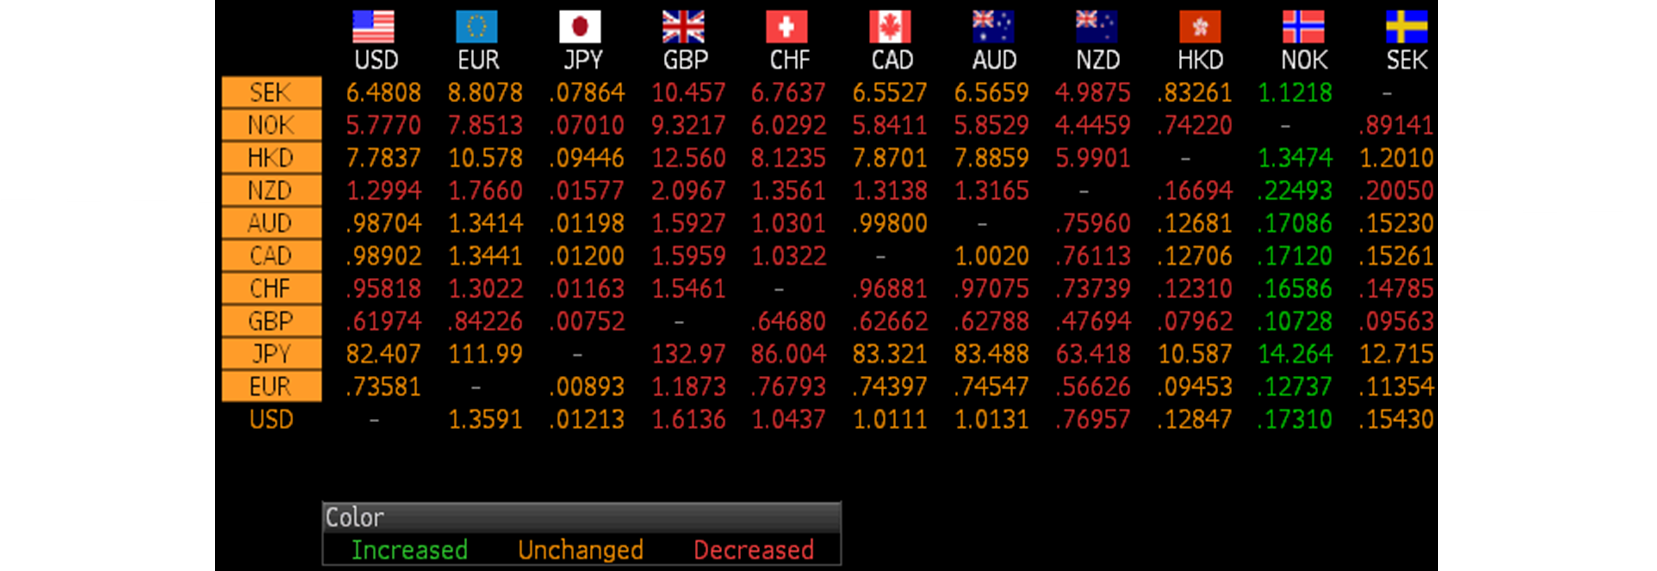 USD EUR JPY GBP CHF CAD AUD NZD HKD NOK SEK
SEK 6.4808 8.8078 .07864 10.457 6.7637 6.5527 6.5659 4.9875 .83261 1.1218 -
NOK 5.7770 7.8513 .07010 9.3217 6.0292 5.8411 5.8529 4.4459 .74220 - .89141
HKD 7.7837 10.578 .09446 12.560 8.1235 7.8701 7.8859 5.9901 - 1.3474 1.2010
NZD 1.2994 1.7660 .01577 2.0967 1.3561 1.3138 1.3165 - .16694 .22493 .20050
AUD .98704 1.3414 .01198 1.5927 1.0301 .99800 - .75960 .12681 .17086 .15230
CAD .98902 1.3441 .01200 1.5959 1.0322 - 1.0020 .76113 .12706 .17120 .15261
CHF .95818 1.3022 .01163 1.5461 - .96881 .97075 .73739 .12310 .16586 .14785
GBP .61974 .84226 .00752 - .64680 .62662 .62788 .47694 .07962 .10728 .09563
JPY 82.407 111.99 - 132.97 86.004 83.321 83.488 63.418 10.587 14.264 12.715
EUR .73581 - .00893 1.1873 .76793 .74397 .74547 .56626 .09453 .12737 .11354
USD - 1.3591 .01213 1.6136 1.0437 1.0111 1.0131 .76957 .12847 .17310 .15430
Color
Increased Unchanged Decreased